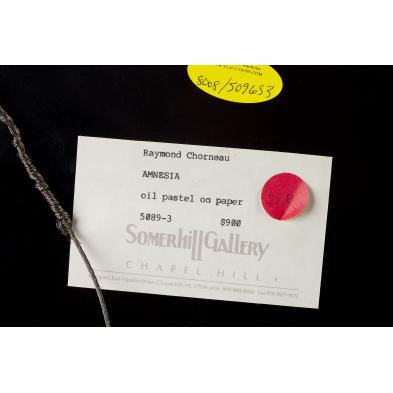 8008/509653
Raymond Chorneau
AMNESIA
oil pastel on paper
5089-3 $900
Somerhill Gallery
CHAPEL HILL